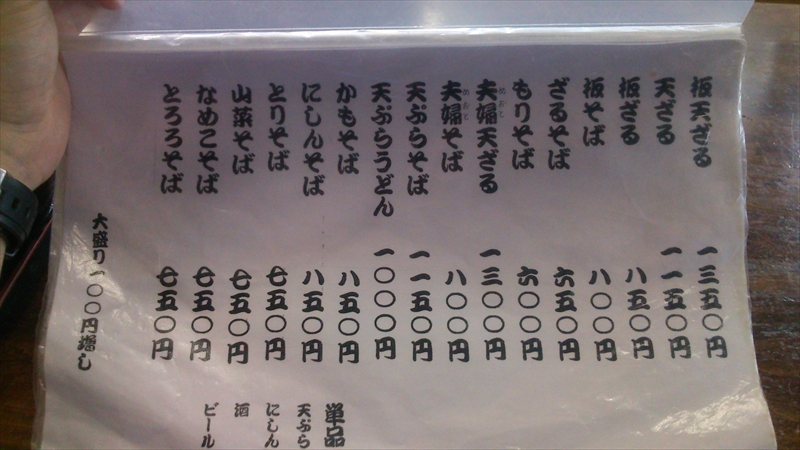 板天ざる 一三五〇円
天ざる 一一五〇円
板ざる 八五〇円
板そば 八〇〇円
ざるそば 六五〇円
もりそば 六〇〇円
夫婦天ざる 一三〇〇円
めおと
夫婦そば 八〇〇円
めおと
天ぷらそば 一一五〇円
天ぷらうどん 一〇〇〇円
かもそば 八五〇円
にしんそば 八五〇円
とりそば 七五〇円
山菜そば 七五〇円
なめこそば 七五〇円
とろろそば 七五〇円
大盛り一〇〇円増し
単品
天ぷら
にしん
酒
ビール